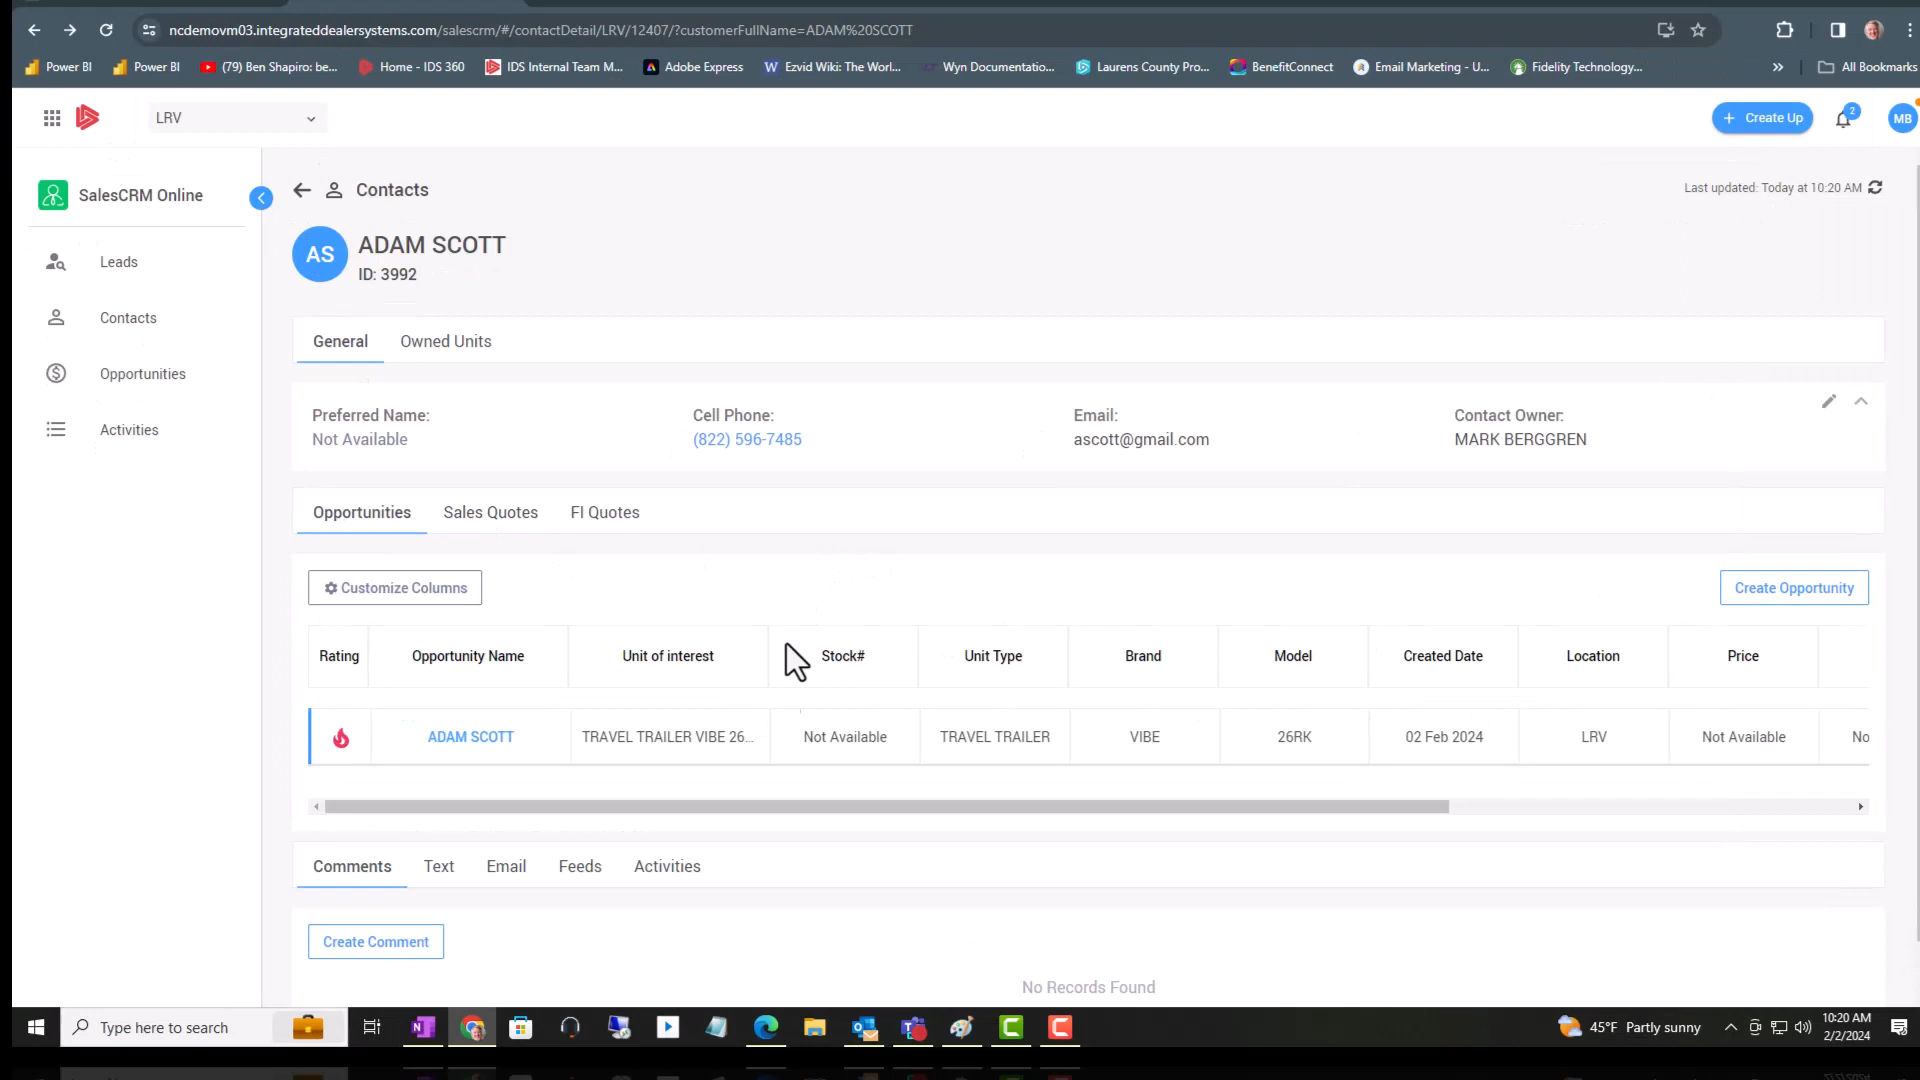 ncdemovm03.integrateddealersystems.com/salescrm/#/contactDetail/LRV/12407/?customerFullName=ADAM%20SCOTT
Power BI Power BI (79) Ben Shapiro: be... Home - IDS 360 IDS Internal Team M... Adobe Express Ezvid Wiki: The Worl... Wyn Documentatio... Laurens County Pro... BenefitConnect Email Marketing - U... Fidelity Technology... » All Bookmarks
LRV + Create Up 2 MB
SalesCRM Online
Leads
Contacts
Opportunities
Activities
Contacts Last updated: Today at 10:20 AM
AS ADAM SCOTT
ID: 3992
General Owned Units
Preferred Name: Cell Phone: Email: Contact Owner:
Not Available (822) 596-7485 ascott@gmail.com MARK BERGGREN
Opportunities Sales Quotes FI Quotes
Customize Columns Create Opportunity
Rating Opportunity Name Unit of interest Stock# Unit Type Brand Model Created Date Location Price
ADAM SCOTT TRAVEL TRAILER VIBE 26... Not Available TRAVEL TRAILER VIBE 26RK 02 Feb 2024 LRV Not Available No
Comments Text Email Feeds Activities
Create Comment
No Records Found
Type here to search 45°F Partly sunny 10:20 AM
2/2/2024